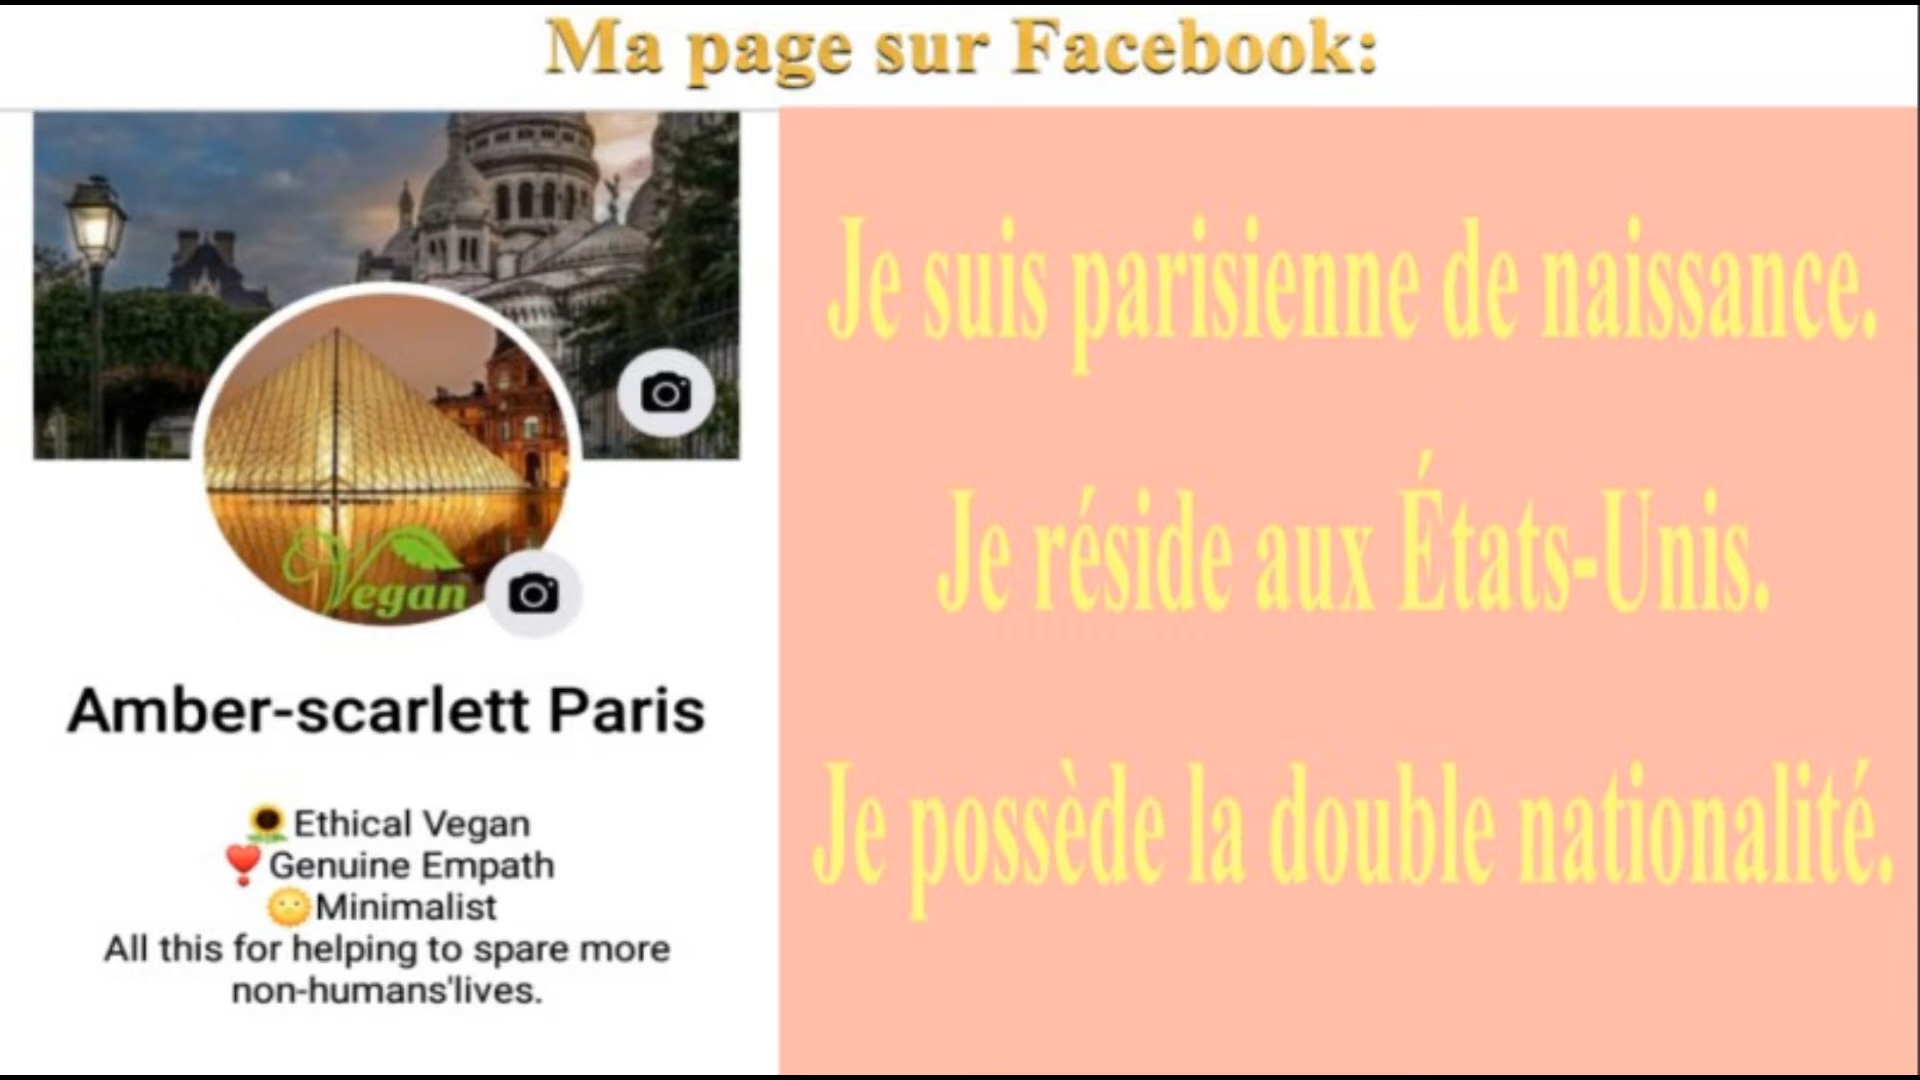 Ma page sur Facebook:
Vegan
Amber-scarlett Paris
🌻Ethical Vegan
❣️Genuine Empath
🌝Minimalist
All this for helping to spare more
non-humans'lives.
Je suis parisienne de naissance.
Je réside aux États-Unis.
Je possède la double nationalité.